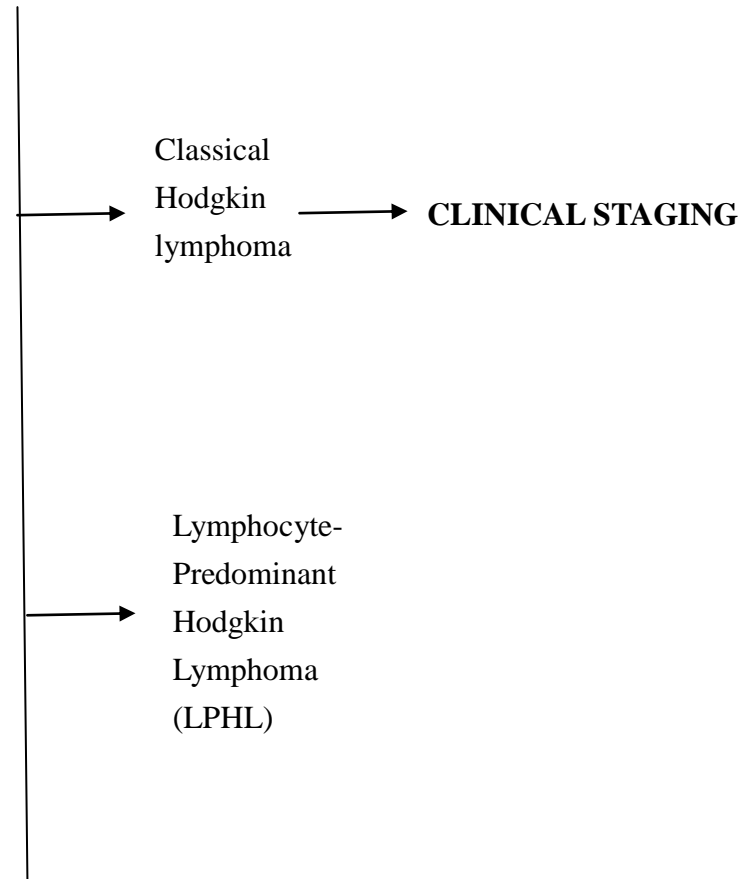 Classical
Hodgkin
lymphoma
CLINICAL STAGING
Lymphocyte-
Predominant
Hodgkin
Lymphoma
(LPHL)